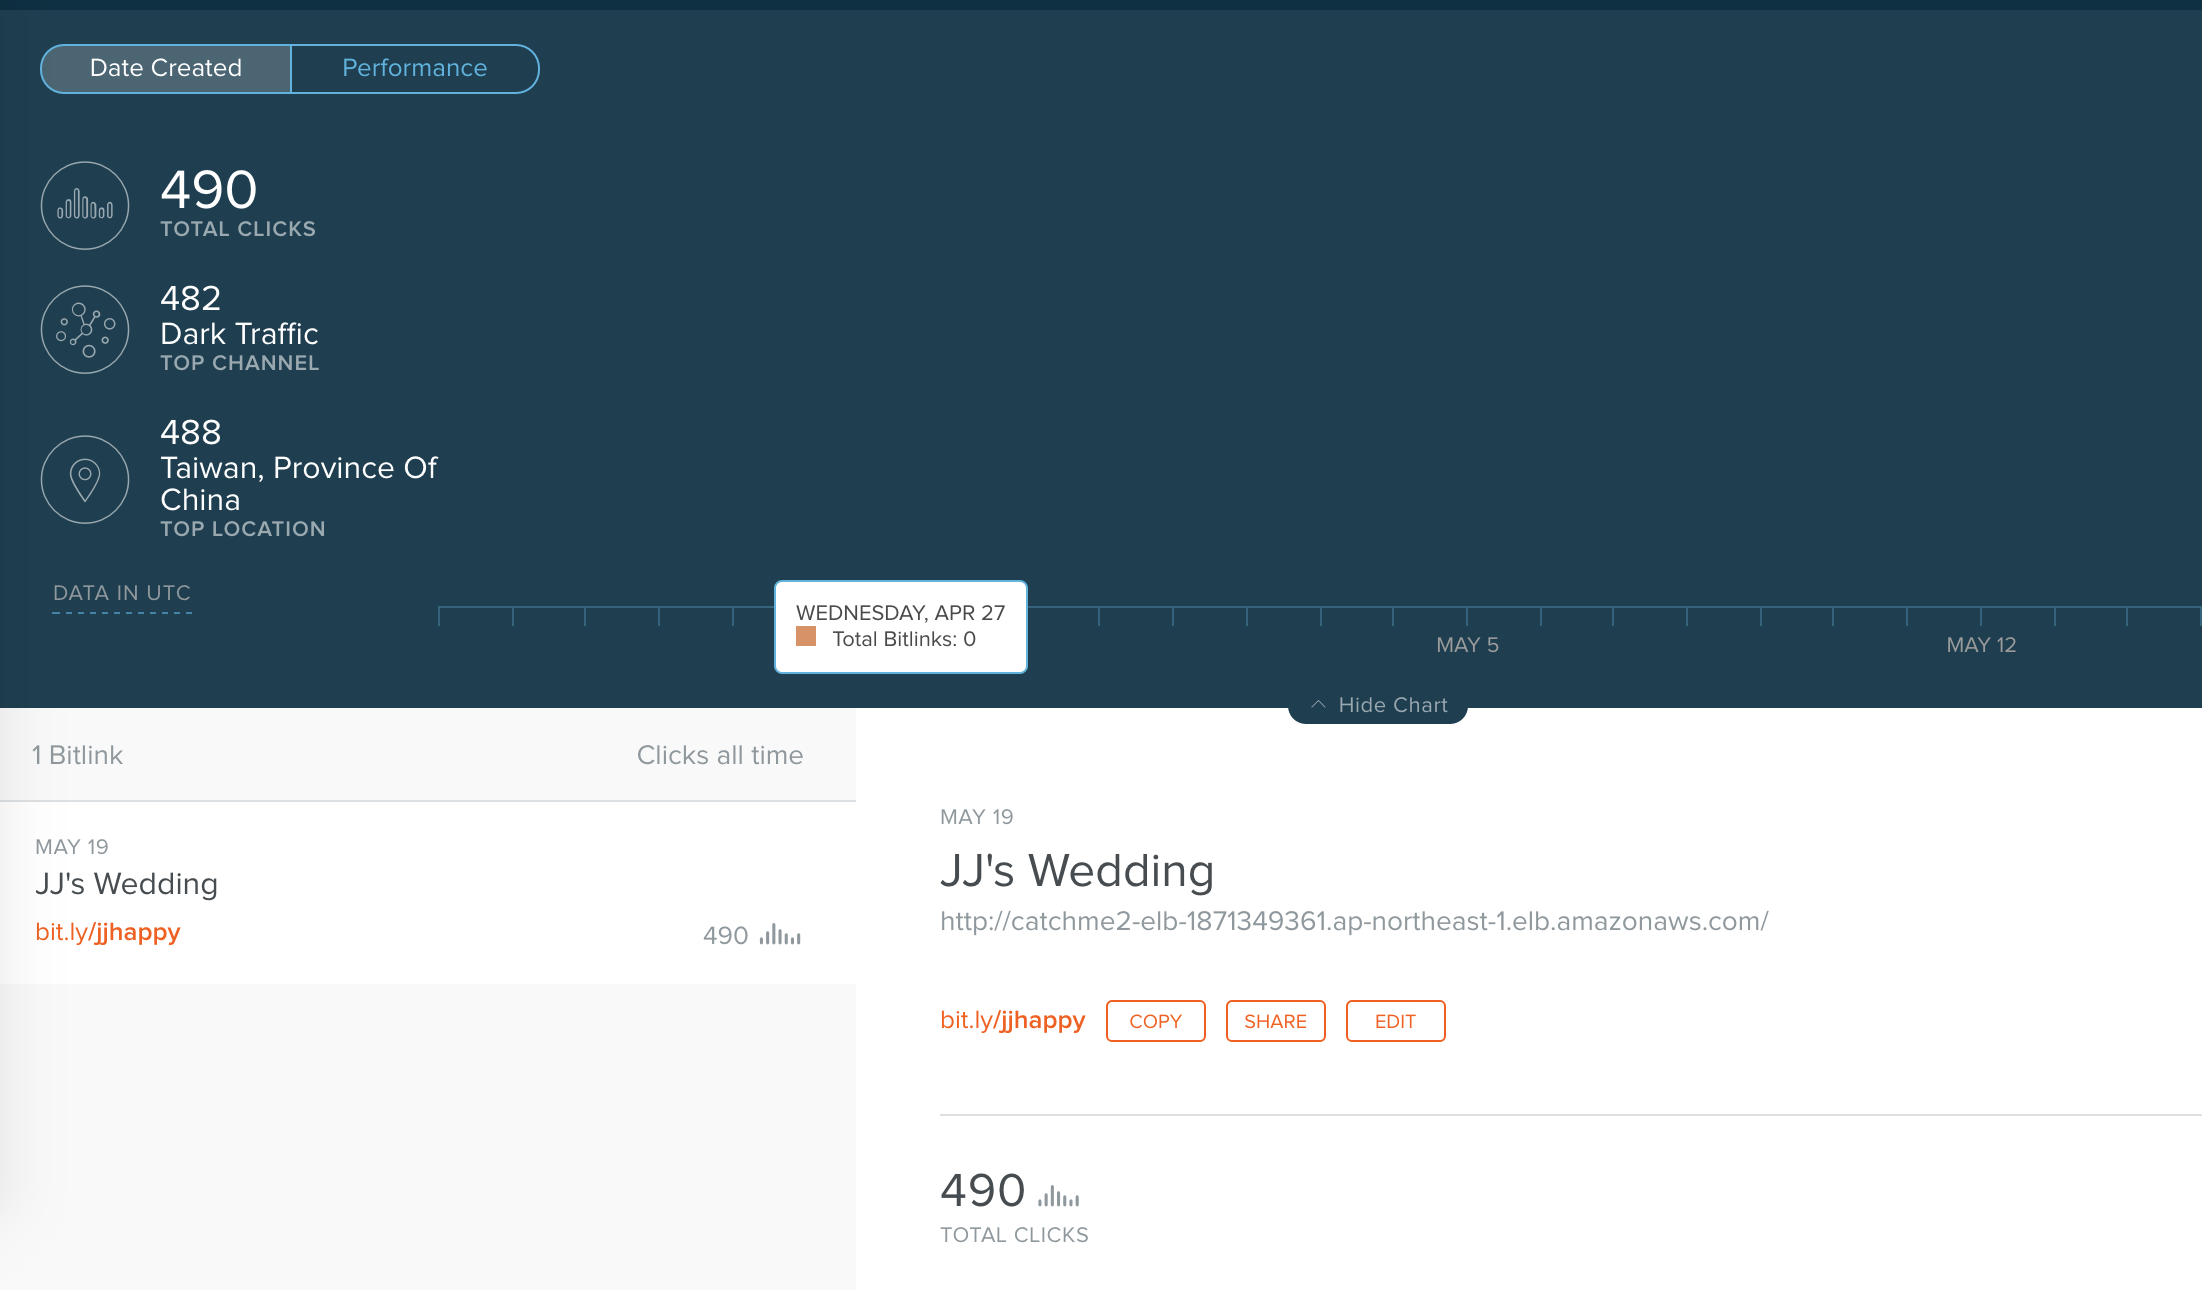 Date Created
Performance
490
TOTAL CLICKS
482
Dark Traffic
TOP CHANNEL
488
Taiwan, Province Of
China
TOP LOCATION
DATA IN UTC
WEDNESDAY, APR 27
Total Bitlinks: 0
MAY 5
MAY 12
Hide Chart
1 Bitlink
Clicks all time
MAY 19
JJ's Wedding
bit.ly/jjhappy
490
MAY 19
JJ's Wedding
http://catchme2-elb-1871349361.ap-northeast-1.elb.amazonaws.com/
bit.ly/jjhappy
COPY
SHARE
EDIT
490
TOTAL CLICKS